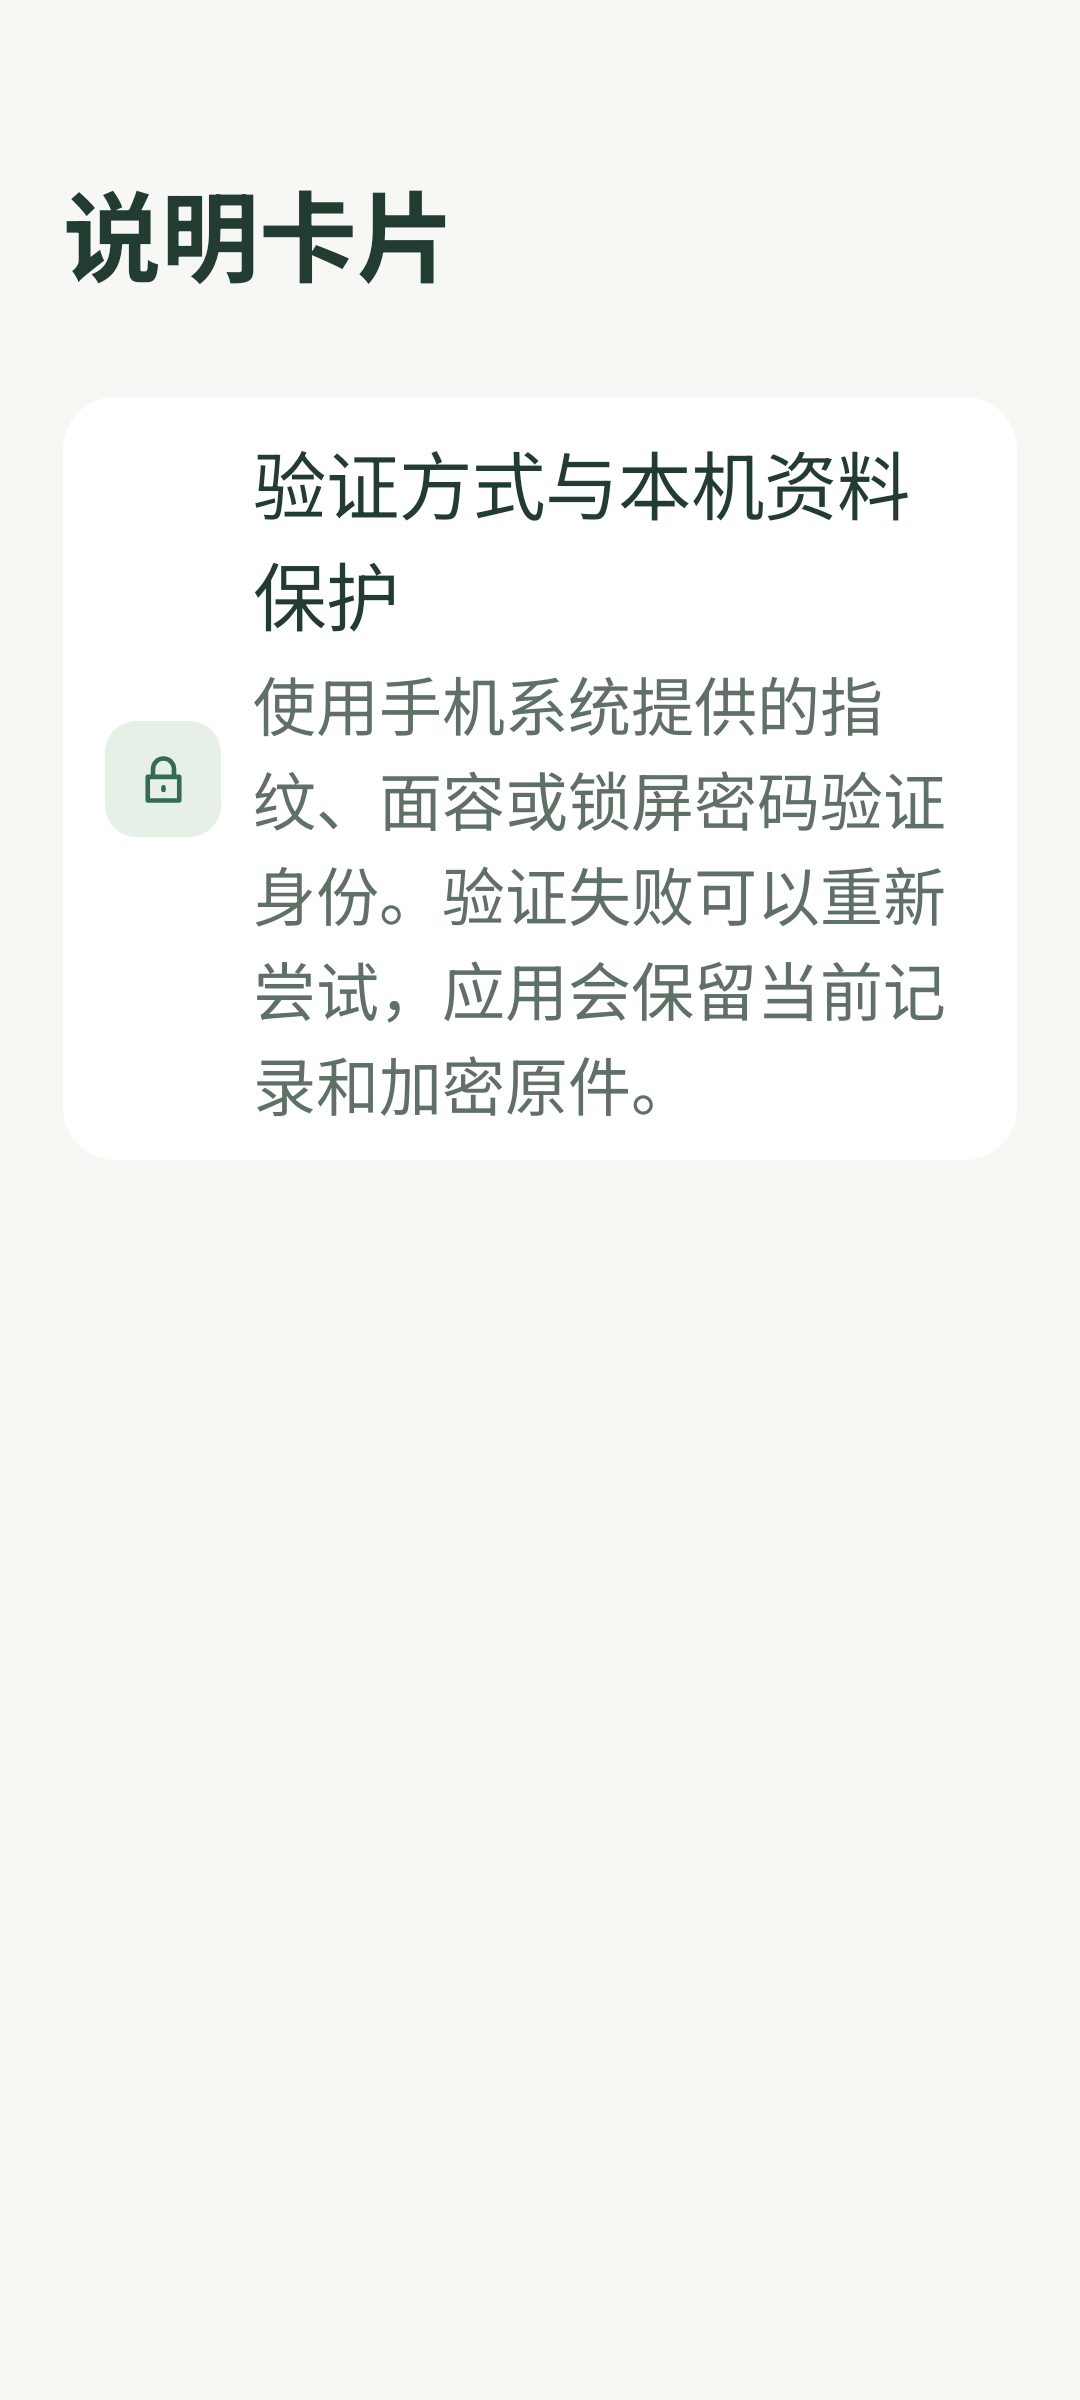 说明卡片
验证方式与本机资料
保护
使用手机系统提供的指
纹、面容或锁屏密码验证
身份。验证失败可以重新
尝试，应用会保留当前记
录和加密原件。